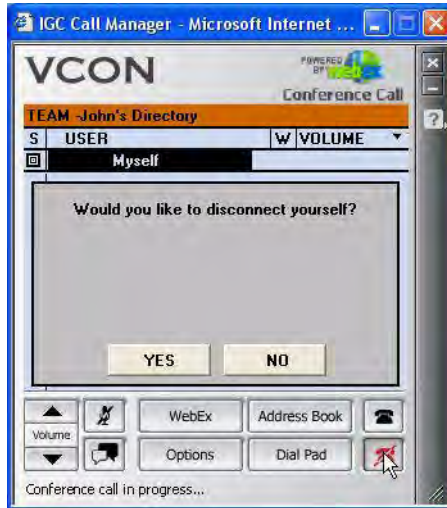 IGC Call Manager - Microsoft Internet ...
VCON
POWERED
BY WebEx
Conference Call
TEAM -John's Directory
S USER W VOLUME
Myself
Would you like to disconnect yourself?
YES NO
WebEx Address Book
Volume
Options Dial Pad
Conference call in progress...